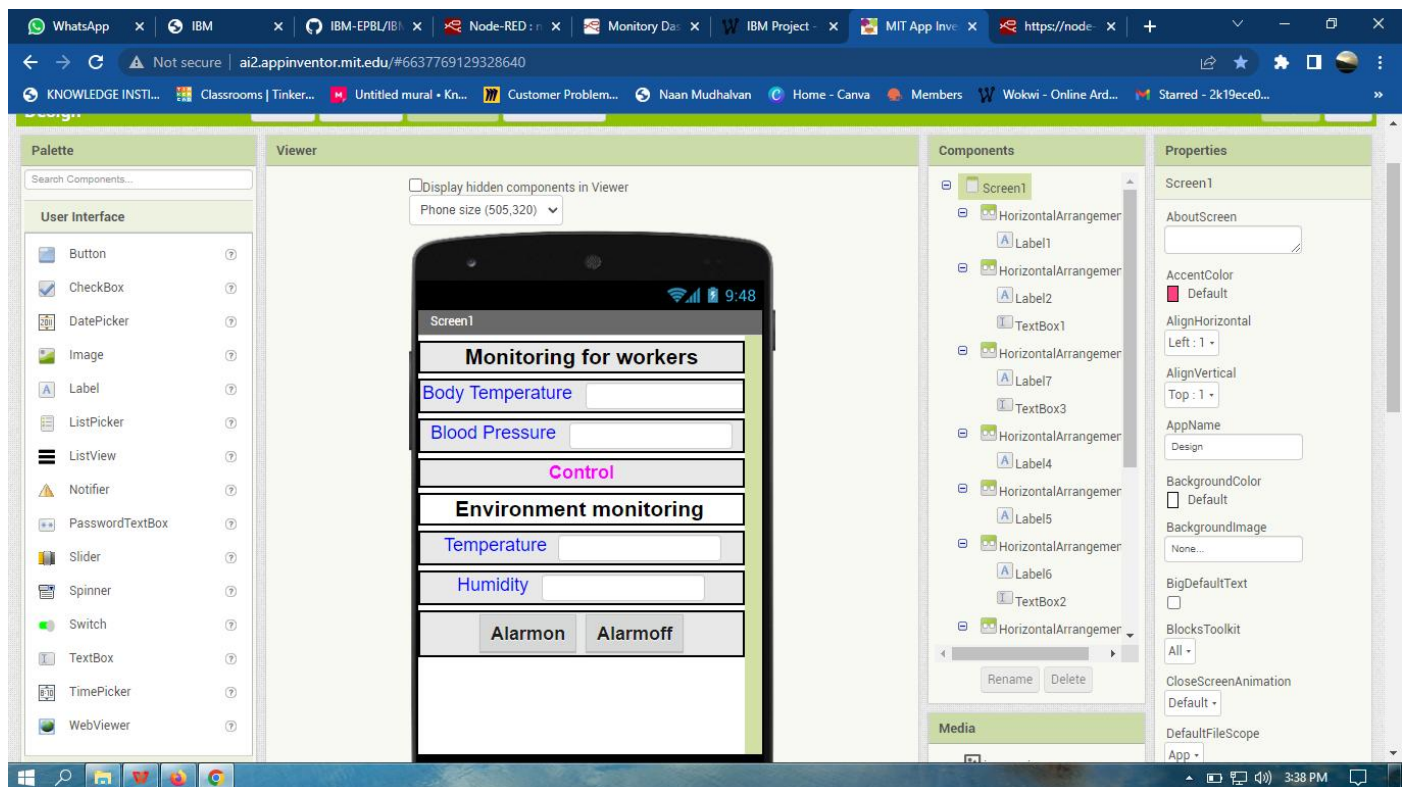 WhatsApp
IBM
IBM-EPBL/IBM
Node-RED : n
Monitory Das
IBM Project -
MIT App Inve
https://node-
Not secure | ai2.appinventor.mit.edu/#6637769129328640
KNOWLEDGE INSTI...
Classrooms | Tinker...
Untitled mural • Kn...
Customer Problem...
Naan Mudhalvan
Home - Canva
Members
Wokwi - Online Ard...
Starred - 2k19ece0...
»
Design
Palette
Search Components...
User Interface
Button
CheckBox
DatePicker
Image
Label
ListPicker
ListView
Notifier
PasswordTextBox
Slider
Spinner
Switch
TextBox
TimePicker
WebViewer
Viewer
Display hidden components in Viewer
Phone size (505,320)
9:48
Screen1
Monitoring for workers
Body Temperature
Blood Pressure
Control
Environment monitoring
Temperature
Humidity
Alarmon Alarmoff
Components
Screen1
HorizontalArrangemer
Label1
HorizontalArrangemer
Label2
TextBox1
HorizontalArrangemer
Label7
TextBox3
HorizontalArrangemer
Label4
HorizontalArrangemer
Label5
HorizontalArrangemer
Label6
TextBox2
HorizontalArrangemer
Rename Delete
Media
Properties
Screen1
AboutScreen
AccentColor
Default
AlignHorizontal
Left : 1
AlignVertical
Top : 1
AppName
Design
BackgroundColor
Default
BackgroundImage
None...
BigDefaultText
BlocksToolkit
All
CloseScreenAnimation
Default
DefaultFileScope
App
3:38 PM